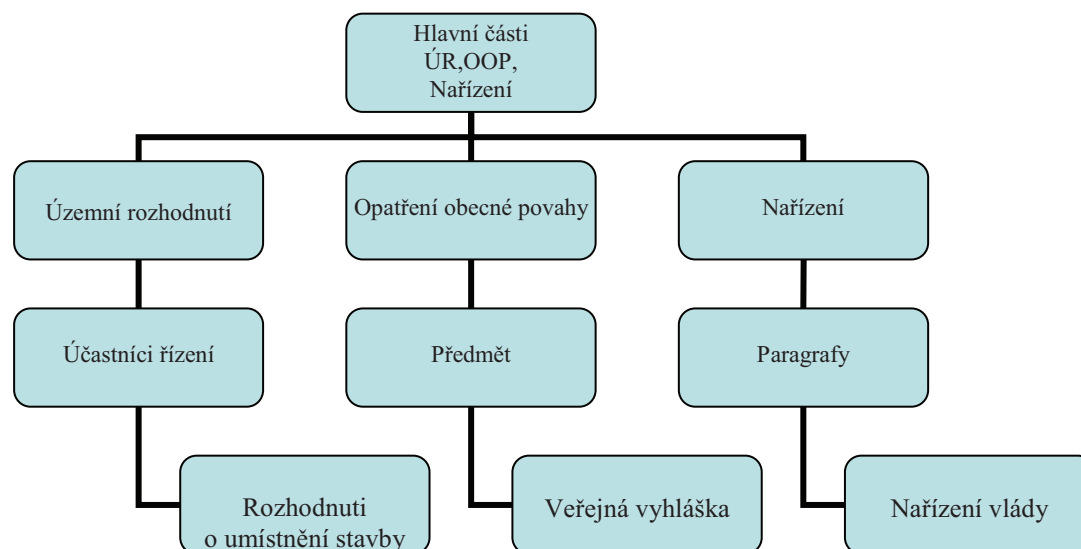 Hlavní části
ÚR,OOP,
Nařízení
Územní rozhodnutí
Opatření obecné povahy
Nařízení
Účastníci řízení
Předmět
Paragrafy
Rozhodnuti
o umístnění stavby
Veřejná vyhláška
Nařízení vlády